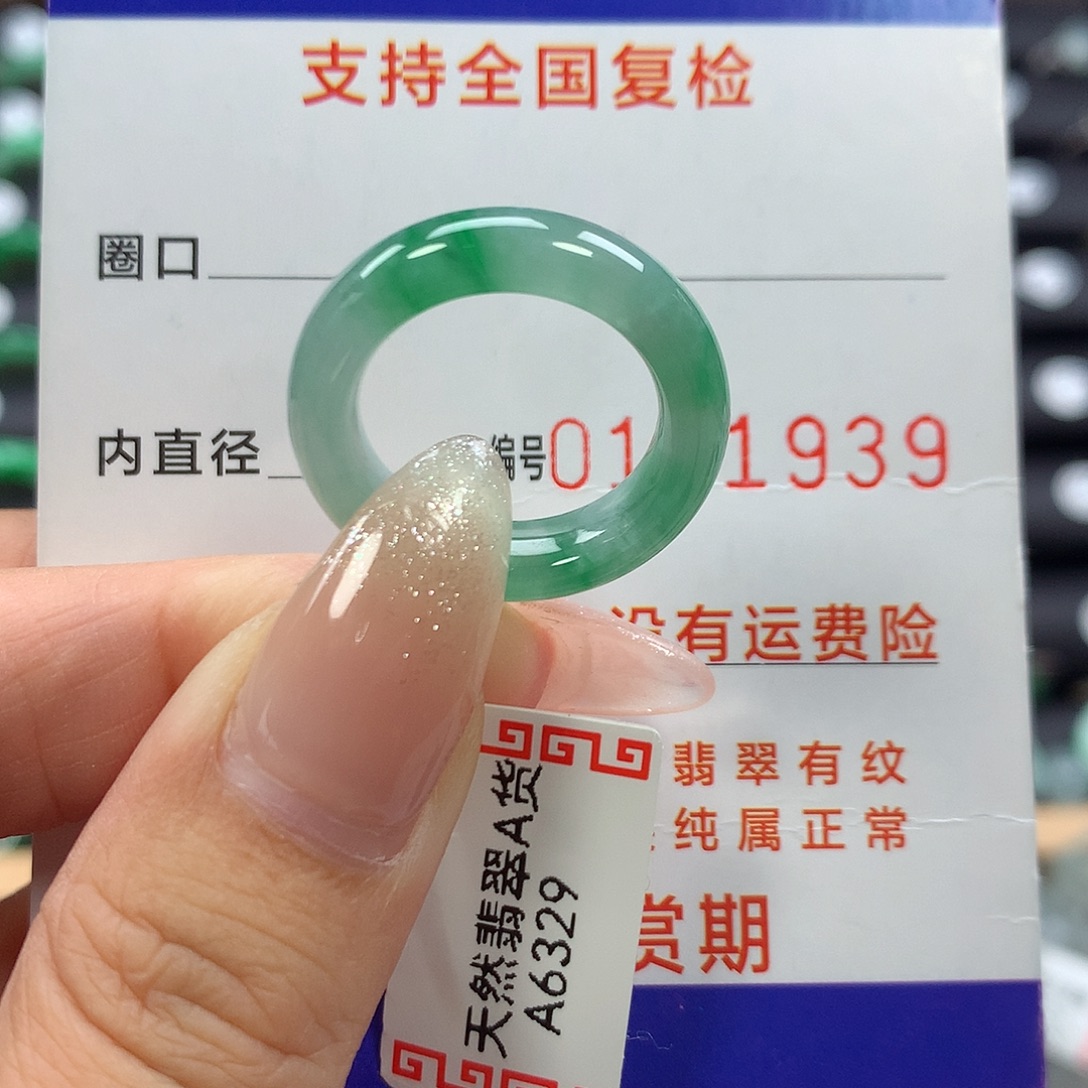 支持全国复检
圈口
内直径
编号01 1939
没有运费险
翡翠有纹
纯属正常
赏期
天然翡翠A货
A6329